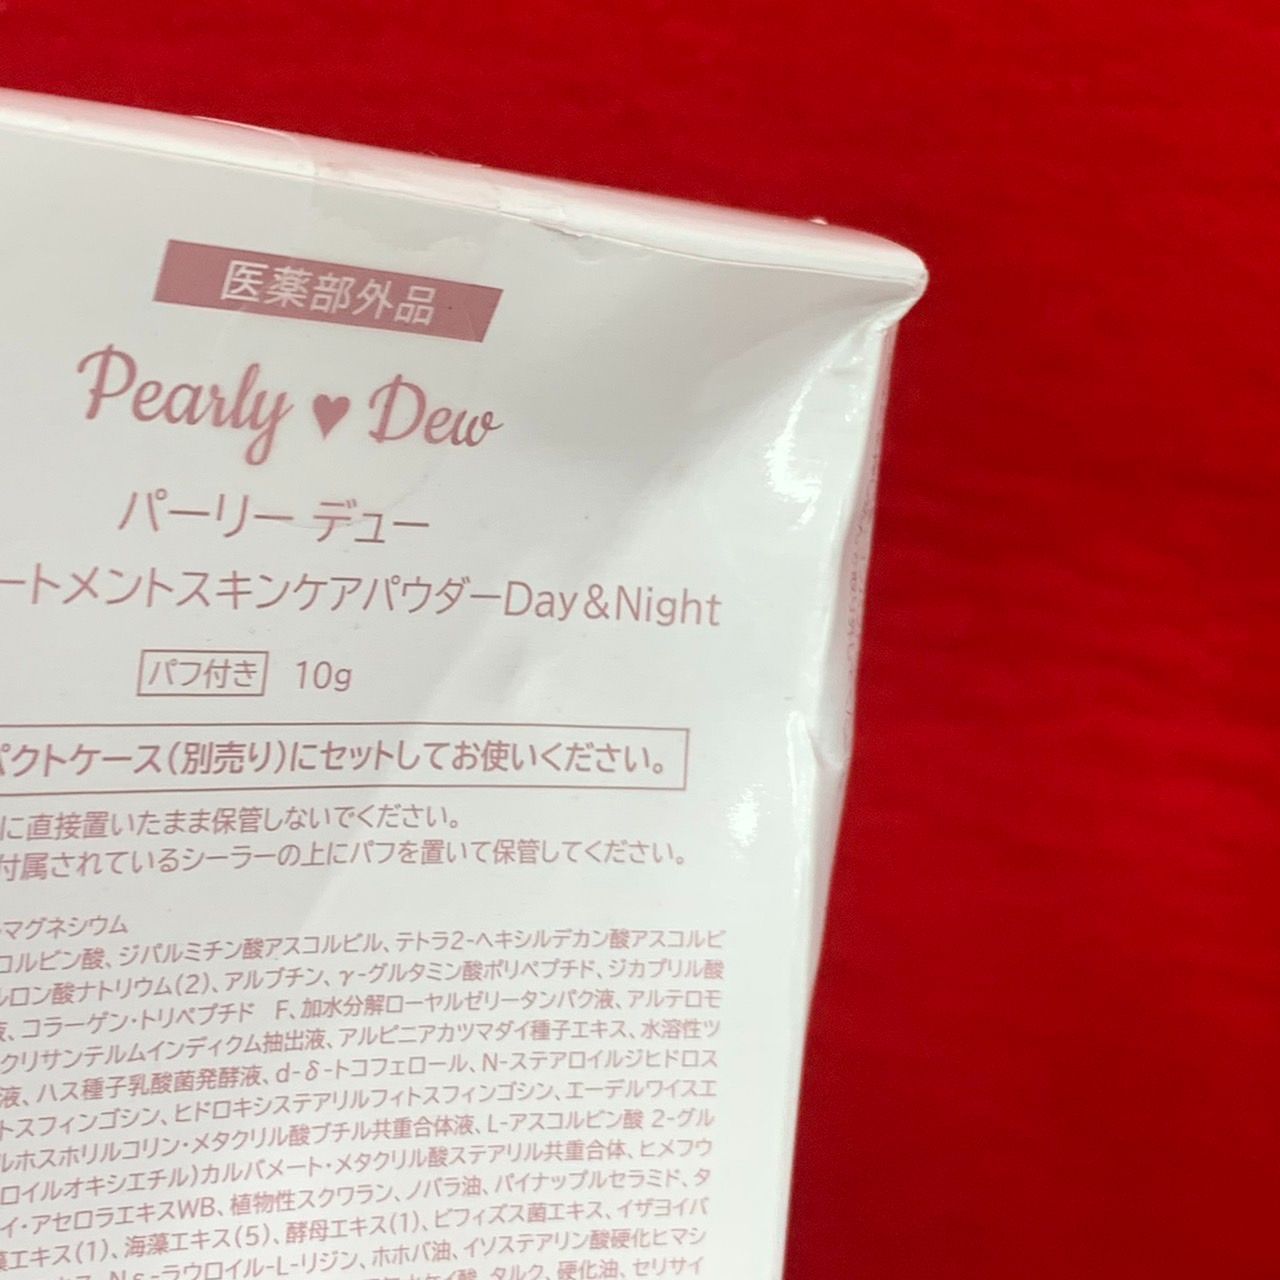 医薬部外品
Pearly ♥ Dew
パーリー デュー
ートメントスキンケアパウダーDay&Night
パフ付き 10g
パクトケース(別売り)にセットしてお使いください。
に直接置いたまま保管しないでください。
付属されているシーラーの上にパフを置いて保管してください。
マグネシウム
コルビン酸、ジパルミチン酸アスコルビル、テトラ2-ヘキシルデカン酸アスコルビ
ルロン酸ナトリウム(2)、アルブチン、γ-グルタミン酸ポリペプチド、ジカプリル酸
液、コラーゲン・トリペプチド F、加水分解ローヤルゼリータンパク液、アルテロモ
クリサンテルムインディクム抽出液、アルピニアカツマダイ種子エキス、水溶性ツ
液、ハス種子乳酸菌発酵液、d-δ-トコフェロール、N-ステアロイルジヒドロス
トスフィンゴシン、ヒドロキシステアリルフィトスフィンゴシン、エーデルワイスエ
ルホスホリルコリン・メタクリル酸ブチル共重合体液、L-アスコルビン酸 2-グル
ロイルオキシエチル)カルバメート・メタクリル酸ステアリル共重合体、ヒメフウ
イ・アセロラエキスWB、植物性スクワラン、ノバラ油、パイナップルセラミド、タ
藻エキス(1)、海藻エキス(5)、酵母エキス(1)、ビフィズス菌エキス、イザヨイバ
Nε-ラウロイル-L-リジン、ホホバ油、イソステアリン酸硬化ヒマシ
ケイ酸、タルク、硬化油、セリサイ